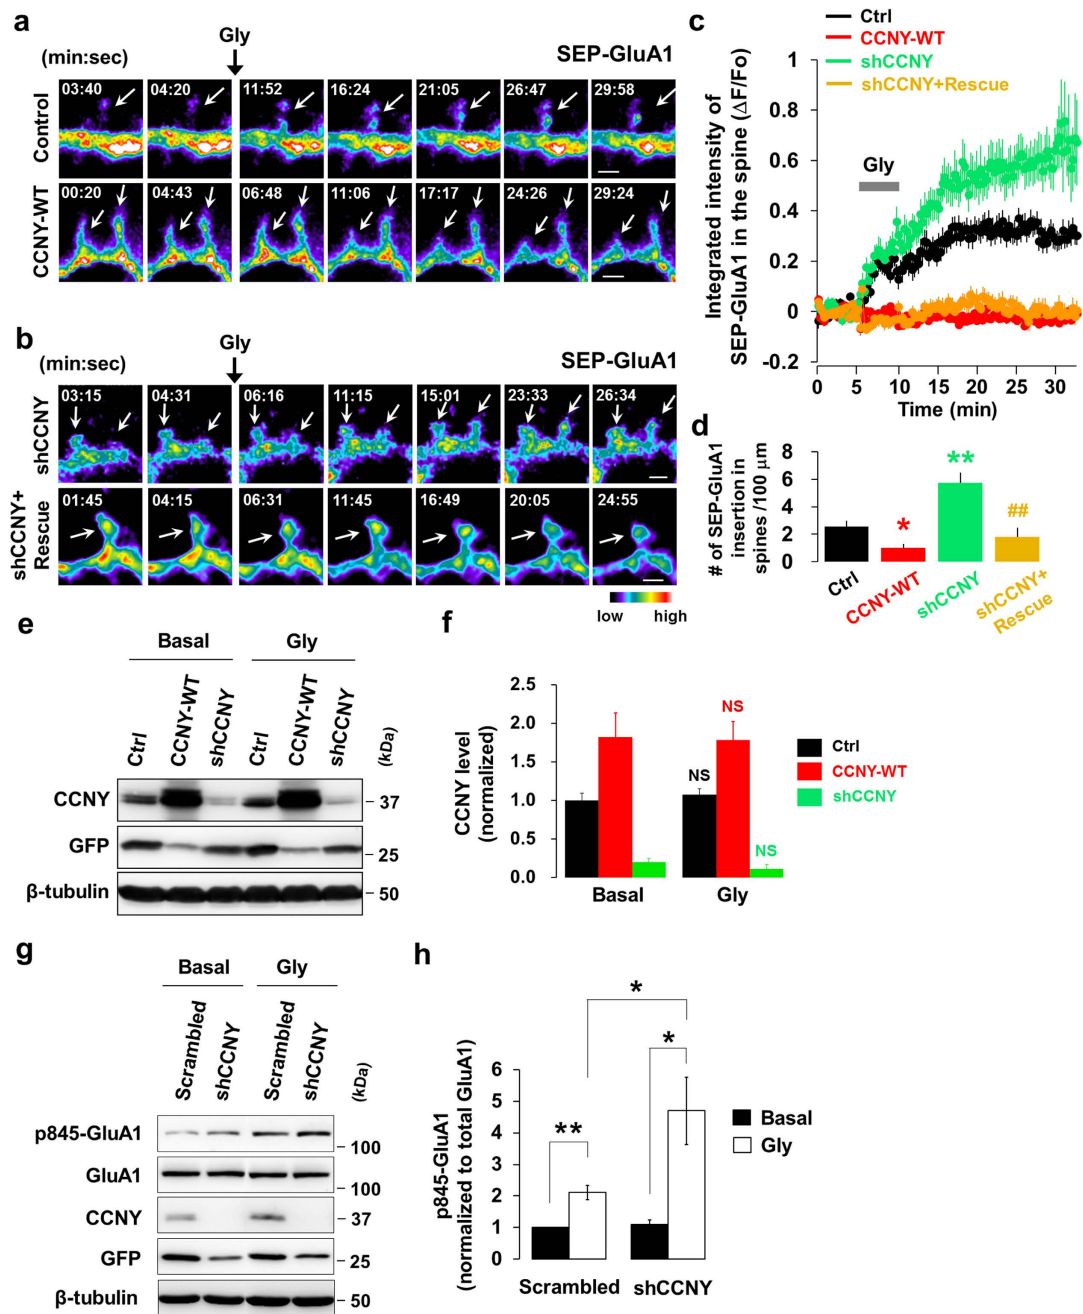 a
Gly
(min:sec)
SEP-GluA1
Control
03:40 04:20 11:52 16:24 21:05 26:47 29:58
CCNY-WT
00:20 04:43 06:48 11:06 17:17 24:26 29:24
b
Gly
(min:sec)
SEP-GluA1
shCCNY
03:15 04:31 06:16 11:15 15:01 23:33 26:34
shCCNY+
Rescue
01:45 04:15 06:31 11:45 16:49 20:05 24:55
low high
c
Ctrl
CCNY-WT
shCCNY
shCCNY+Rescue
Integrated intensity of
SEP-GluA1 in the spine (ΔF/Fo)
1
0.8
0.6
0.4
0.2
0
-0.2
Gly
0 5 10 15 20 25 30
Time (min)
d
# of SEP-GluA1
insertion in
spines /100 µm
8
6
4
2
0
*
**
##
Ctrl
CCNY-WT
shCCNY
shCCNY+
Rescue
e
Basal Gly
Ctrl CCNY-WT shCCNY Ctrl CCNY-WT shCCNY (kDa)
CCNY 37
GFP 25
β-tubulin 50
f
CCNY level
(normalized)
2.5
2.0
1.5
1.0
0.5
0.0
NS
NS
NS
Basal Gly
Ctrl
CCNY-WT
shCCNY
g
Basal Gly
Scrambled shCCNY Scrambled shCCNY (kDa)
p845-GluA1
100
GluA1
100
CCNY 37
GFP 25
β-tubulin 50
h
p845-GluA1
(normalized to total GluA1)
6
5
4
3
2
1
0
*
*
**
Scrambled shCCNY
Basal
Gly